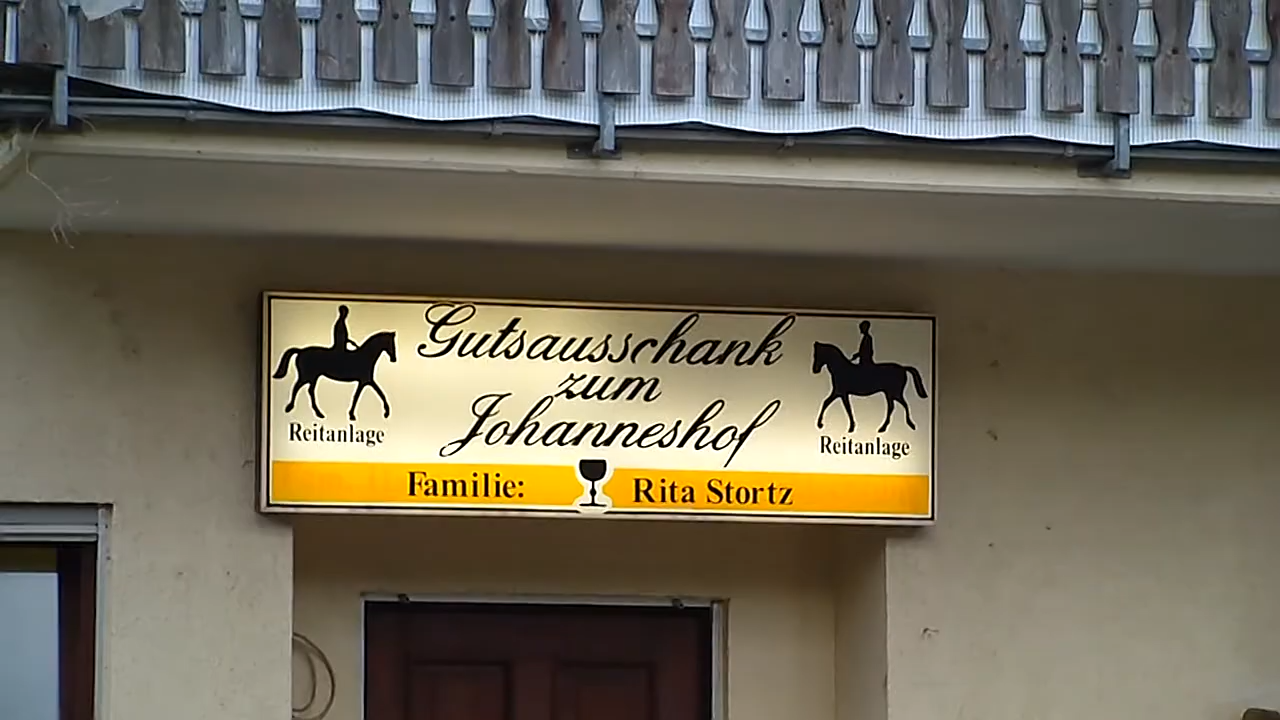 Gutsausschank
zum
Johanneshof
Reitanlage
Reitanlage
Familie: Rita Stortz